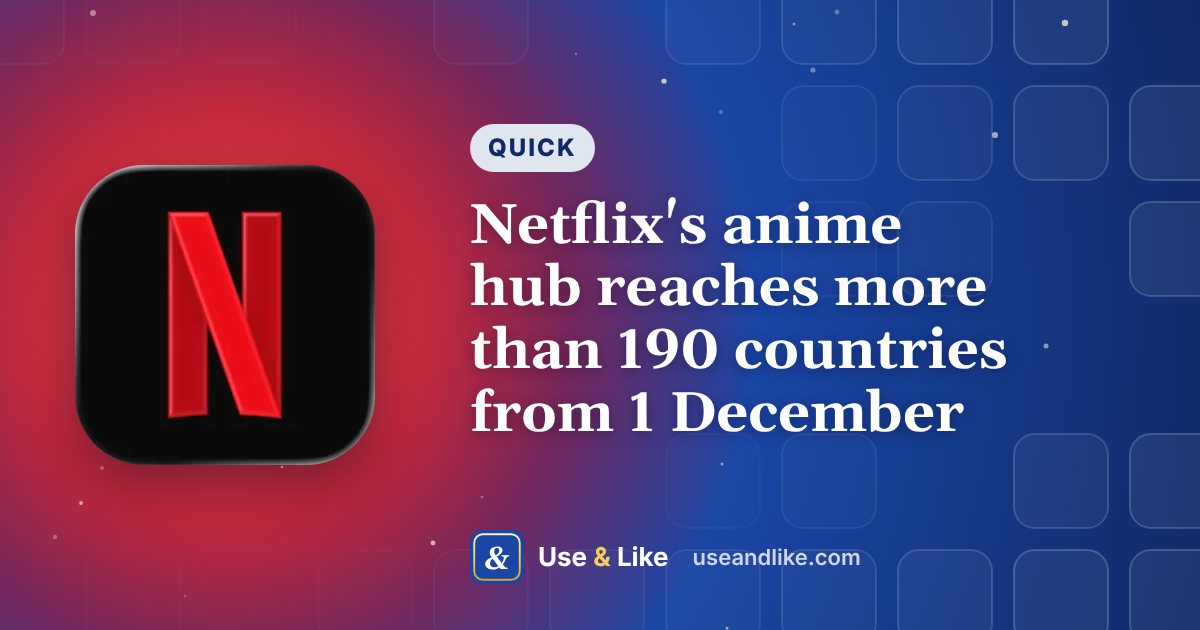 QUICK
Netflix's anime
hub reaches more
than 190 countries
from 1 December
N
& Use & Like useandlike.com